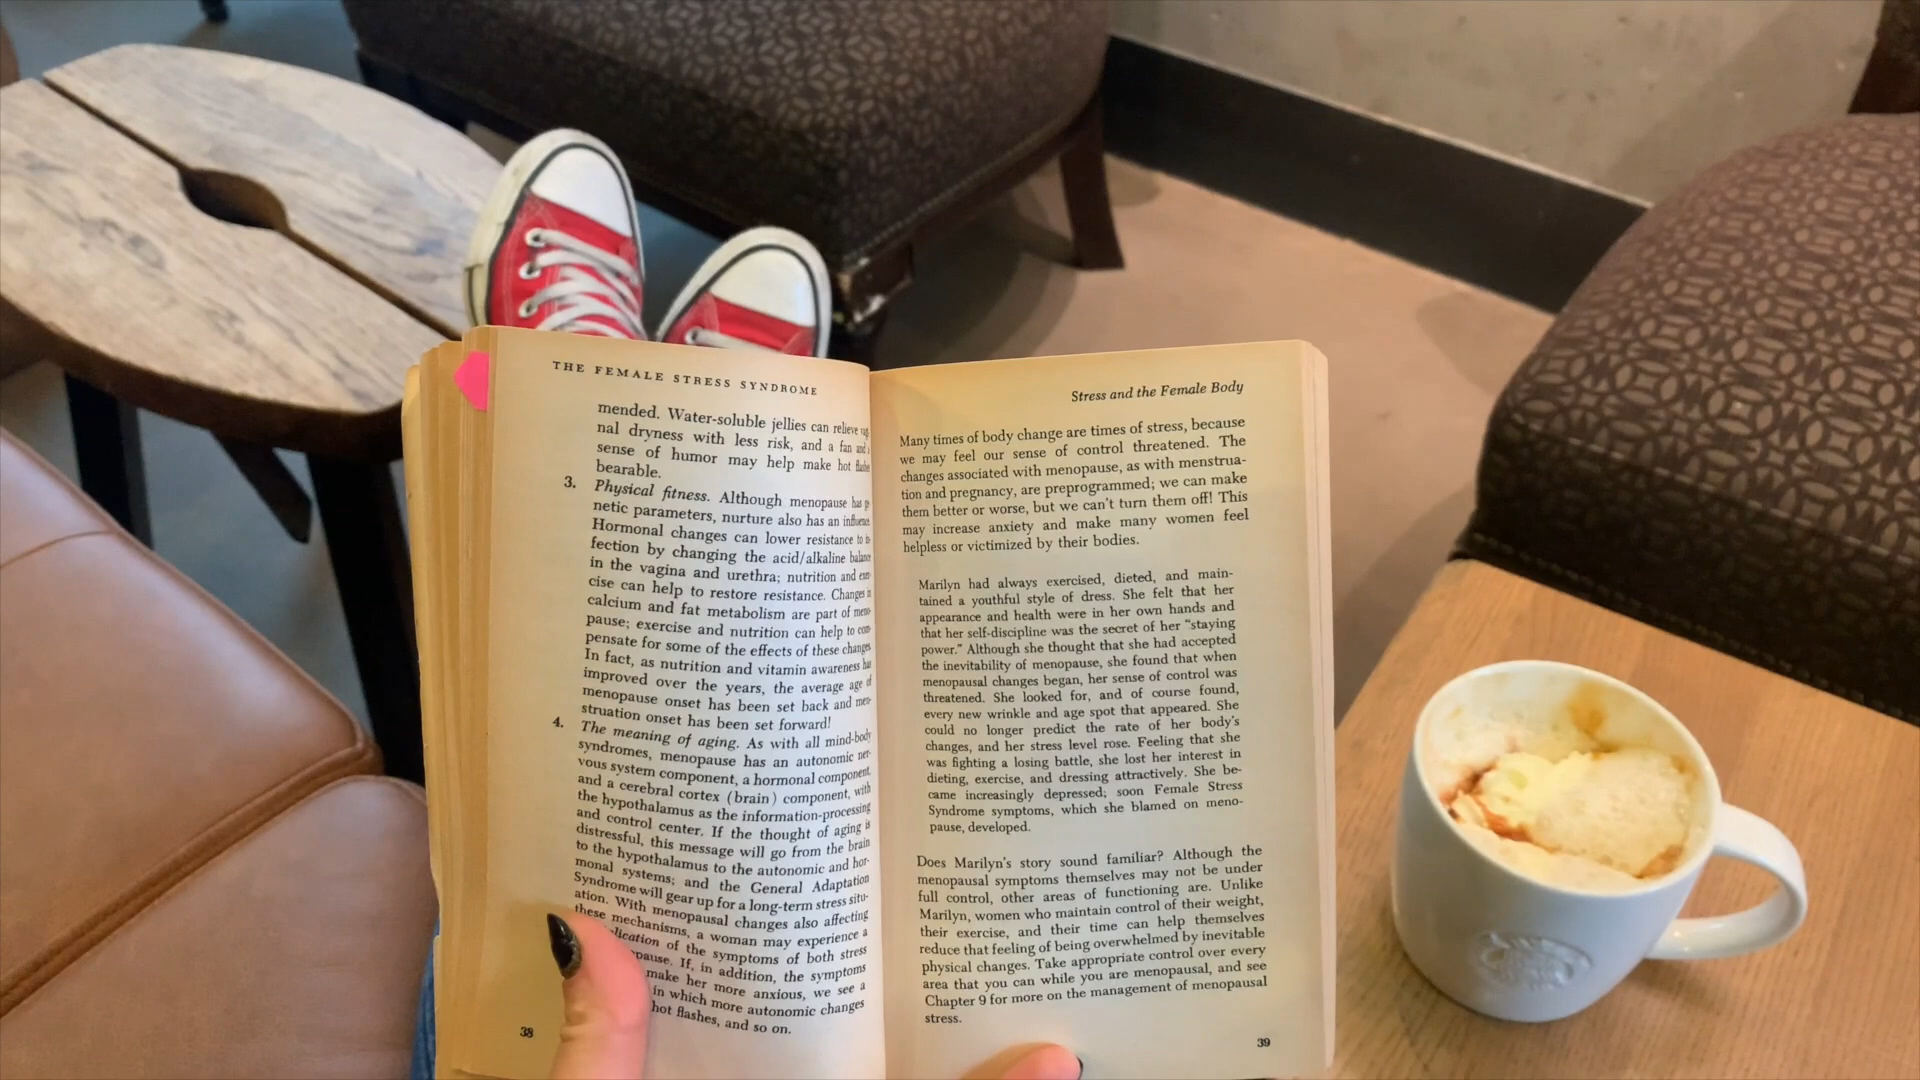 THE FEMALE STRESS SYNDROME
mended. Water-soluble jellies can relieve vagi-
nal dryness with less risk, and a fan and a
sense of humor may help make hot flashes
bearable.
3. Physical fitness. Although menopause has ge-
netic parameters, nurture also has an influence.
Hormonal changes can lower resistance to in-
fection by changing the acid/alkaline balance
in the vagina and urethra; nutrition and exer-
cise can help to restore resistance. Changes in
calcium and fat metabolism are part of meno-
pause; exercise and nutrition can help to com-
pensate for some of the effects of these changes.
In fact, as nutrition and vitamin awareness has
improved over the years, the average age of
menopause onset has been set back and men-
struation onset has been set forward!
4. The meaning of aging. As with all mind-body
syndromes, menopause has an autonomic ner-
vous system component, a hormonal component,
and a cerebral cortex (brain) component, with
the hypothalamus as the information-processing
and control center. If the thought of aging is
distressful, this message will go from the brain
to the hypothalamus to the autonomic and hor-
monal systems; and the General Adaptation
Syndrome will gear up for a long-term stress situ-
ation. With menopausal changes also affecting
these mechanisms, a woman may experience a
of the symptoms of both stress
If, in addition, the symptoms
make her more anxious, we see a
in which more autonomic changes
hot flashes, and so on.
38
Stress and the Female Body
Many times of body change are times of stress, because
we may feel our sense of control threatened. The
changes associated with menopause, as with menstrua-
tion and pregnancy, are preprogrammed; we can make
them better or worse, but we can't turn them off! This
may increase anxiety and make many women feel
helpless or victimized by their bodies.
Marilyn had always exercised, dieted, and main-
tained a youthful style of dress. She felt that her
appearance and health were in her own hands and
that her self-discipline was the secret of her "staying
power." Although she thought that she had accepted
the inevitability of menopause, she found that when
menopausal changes began, her sense of control was
threatened. She looked for, and of course found,
every new wrinkle and age spot that appeared. She
could no longer predict the rate of her body's
changes, and her stress level rose. Feeling that she
was fighting a losing battle, she lost her interest in
dieting, exercise, and dressing attractively. She be-
came increasingly depressed; soon Female Stress
Syndrome symptoms, which she blamed on meno-
pause, developed.
Does Marilyn's story sound familiar? Although the
menopausal symptoms themselves may not be under
full control, other areas of functioning are. Unlike
Marilyn, women who maintain control of their weight,
their exercise, and their time can help themselves
reduce that feeling of being overwhelmed by inevitable
physical changes. Take appropriate control over every
area that you can while you are menopausal, and see
Chapter 9 for more on the management of menopausal
stress.
39